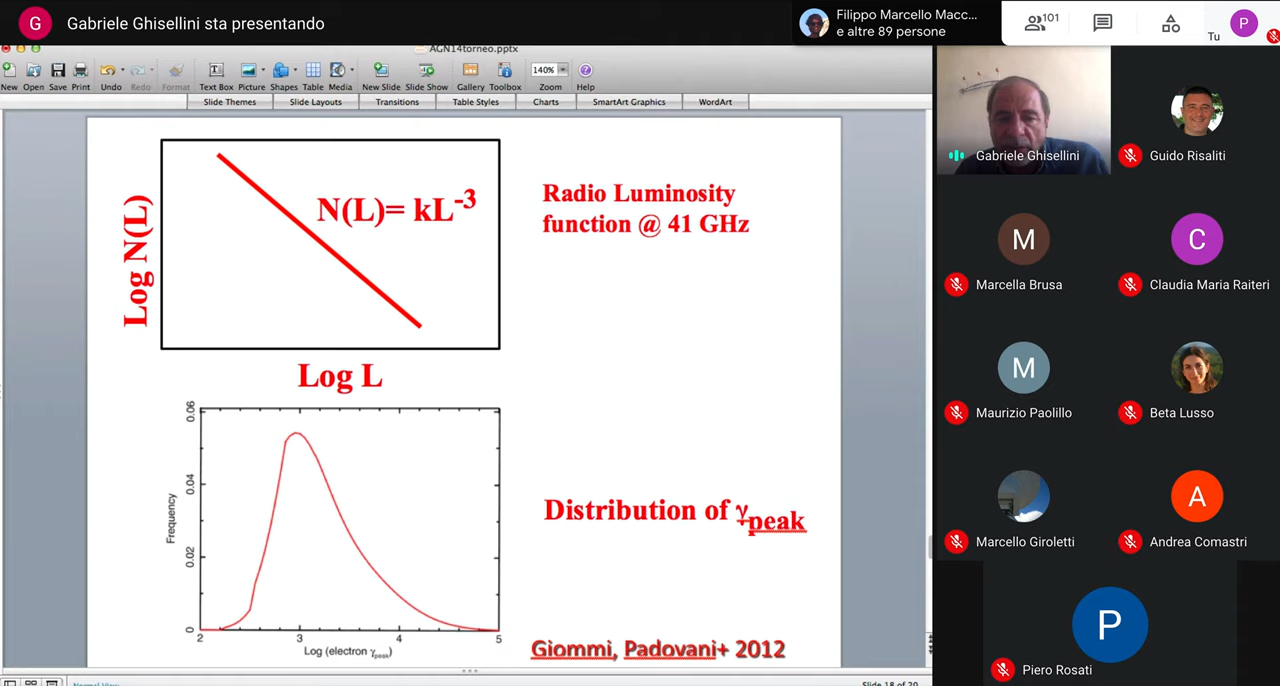 G
Gabriele Ghisellini sta presentando
Filippo Marcello Macc...
e altre 89 persone
101
Tu
P
AGN14torneo.pptx
New Open Save Print Undo Redo Format Text Box Picture Shapes Table Media New Slide Slide Show Gallery Toolbox 140% Zoom Help
Slide Themes Slide Layouts Transitions Table Styles Charts SmartArt Graphics WordArt
Log N(L)
N(L)= kL-3
Log L
Radio Luminosity
function @ 41 GHz
Frequency
0.06
0.04
0.02
0
2 3 4 5
Log (electron γpeak)
Distribution of γpeak
Giommi, Padovani+ 2012
Normal View
Slide 18 of 20
Gabriele Ghisellini
Guido Risaliti
M
Marcella Brusa
C
Claudia Maria Raiteri
M
Maurizio Paolillo
Beta Lusso
Marcello Giroletti
A
Andrea Comastri
P
Piero Rosati